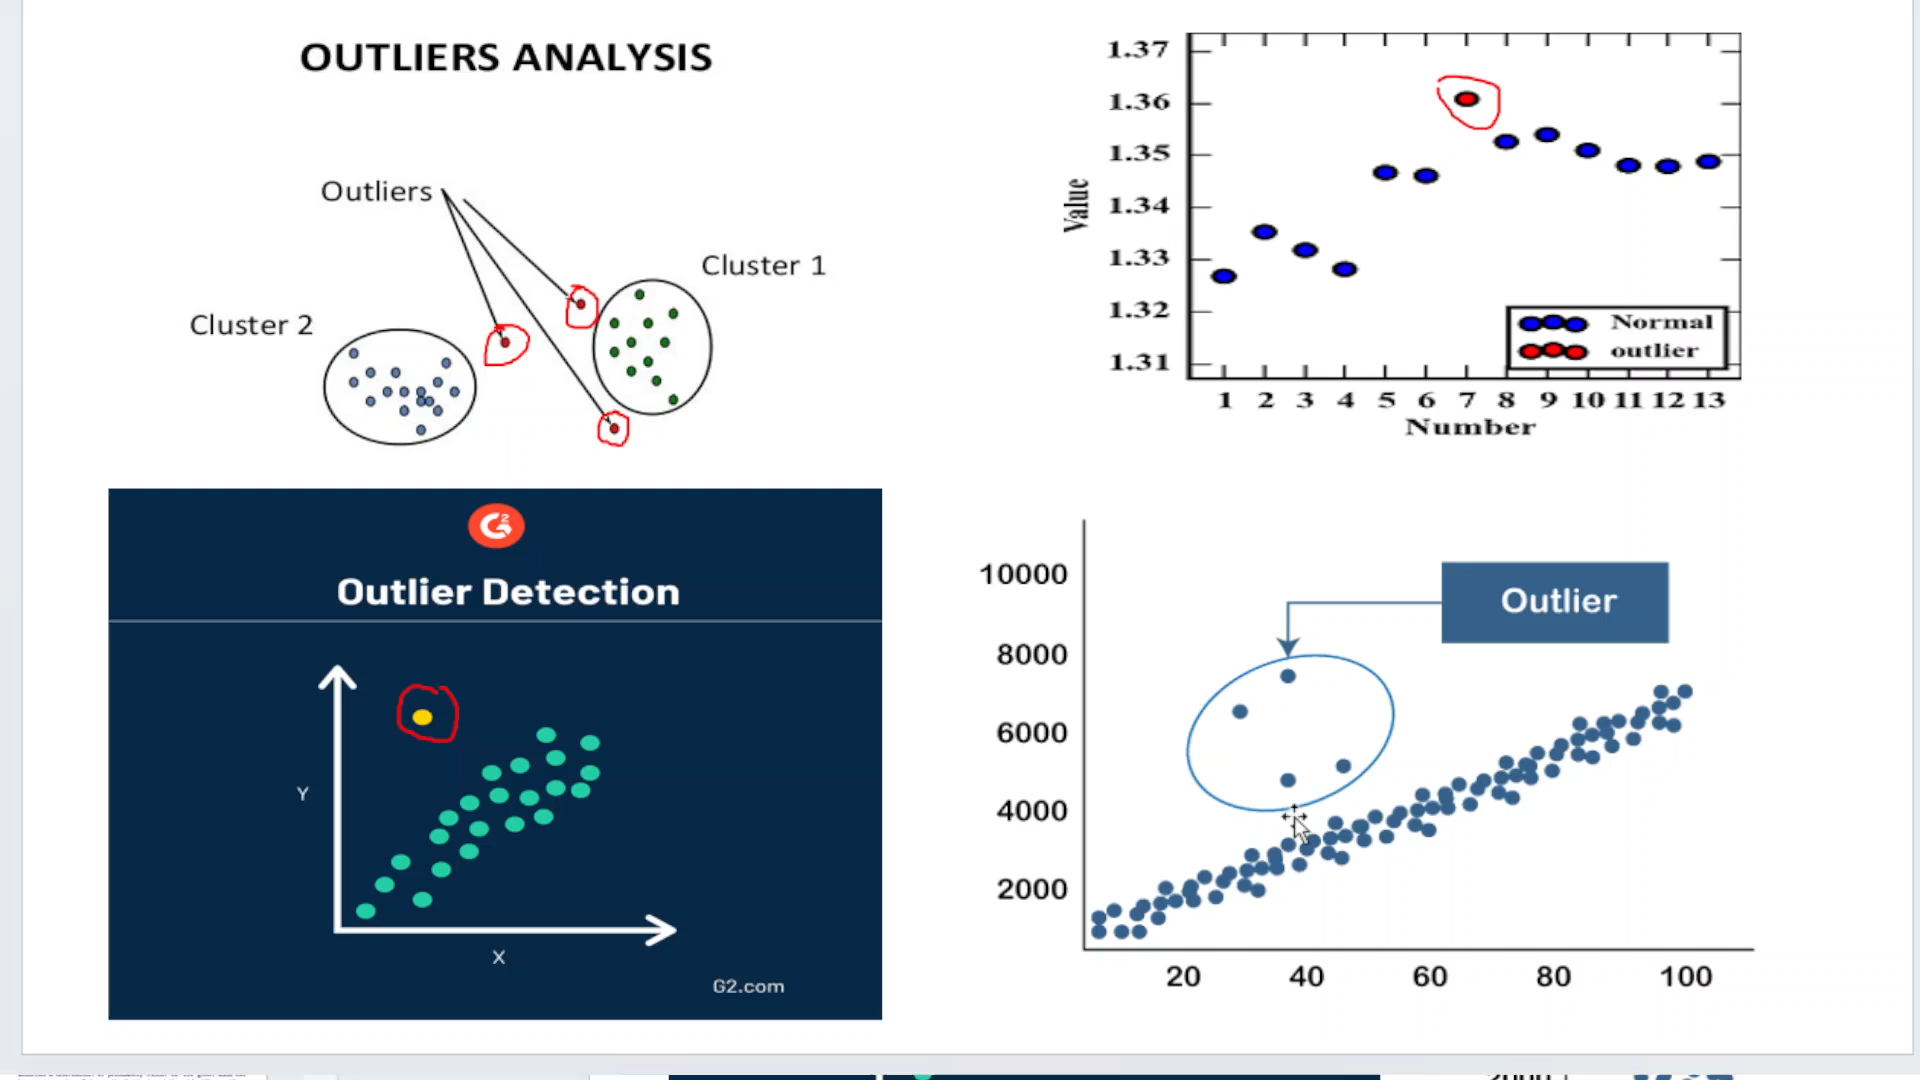 OUTLIERS ANALYSIS
Outliers
Cluster 1
Cluster 2
1.37
1.36
1.35
1.34
1.33
1.32
1.31
Value
Normal
outlier
1 2 3 4 5 6 7 8 9 10 11 12 13
Number
G2
Outlier Detection
Y
X
G2.com
10000
8000
6000
4000
2000
Outlier
20 40 60 80 100